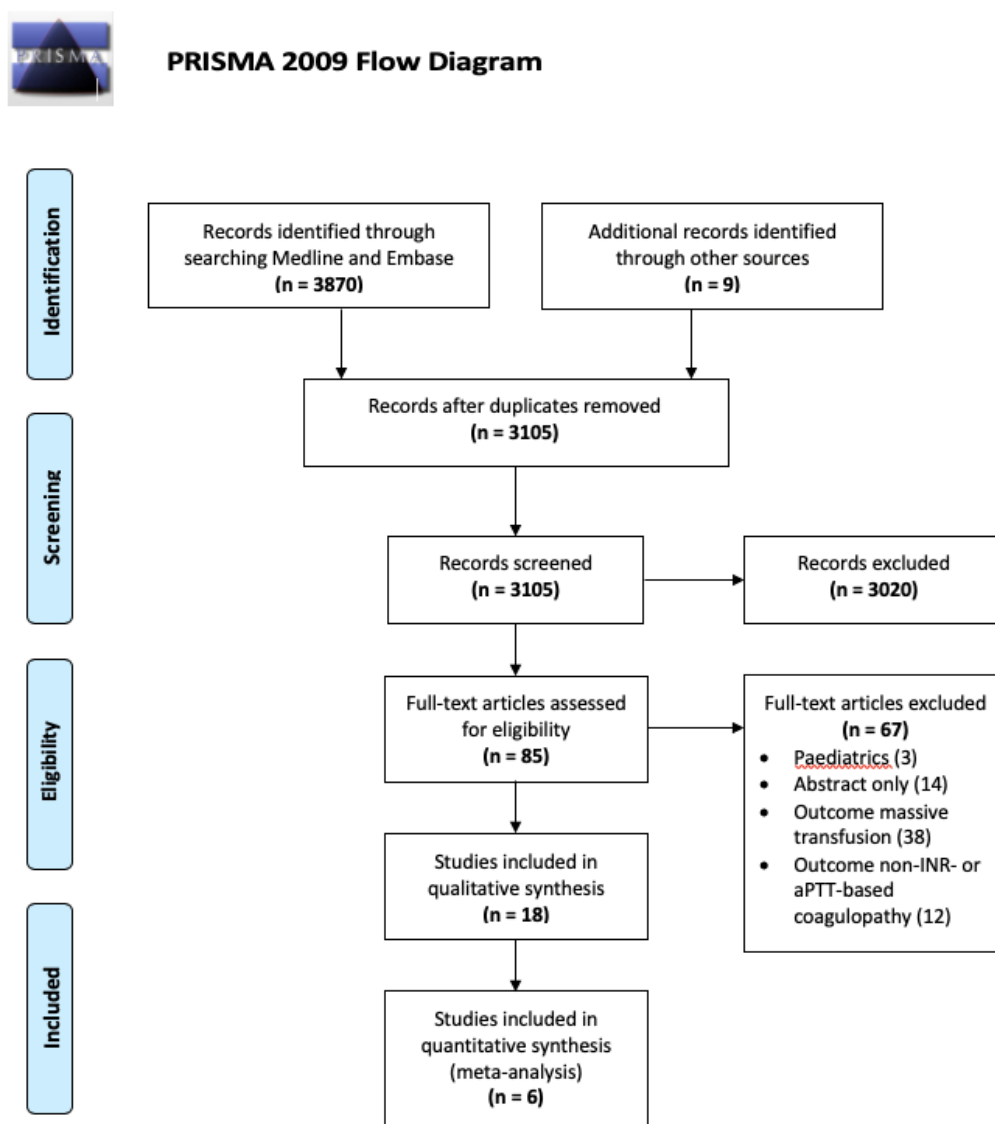 PRISMA
PRISMA 2009 Flow Diagram
Identification
Records identified through
searching Medline and Embase
(n = 3870)
Additional records identified
through other sources
(n = 9)
Records after duplicates removed
(n = 3105)
Screening
Records screened
(n = 3105)
Records excluded
(n = 3020)
Eligibility
Full-text articles assessed
for eligibility
(n = 85)
Full-text articles excluded
(n = 67)
• Paediatrics (3)
• Abstract only (14)
• Outcome massive
transfusion (38)
• Outcome non-INR- or
aPTT-based
coagulopathy (12)
Studies included in
qualitative synthesis
(n = 18)
Included
Studies included in
quantitative synthesis
(meta-analysis)
(n = 6)